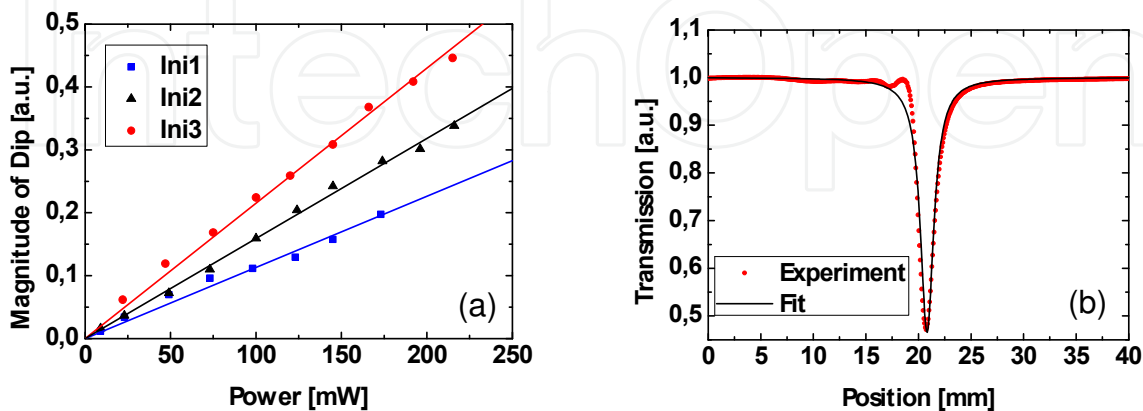 IntechOpen
0,5
0,4
0,3
0,2
0,1
0,0
Magnitude of Dip [a.u.]
Ini1
Ini2
Ini3
(a)
0 50 100 150 200 250
Power [mW]
1,1
1,0
0,9
0,8
0,7
0,6
0,5
Transmission [a.u.]
Experiment
Fit
(b)
0 5 10 15 20 25 30 35 40
Position [mm]